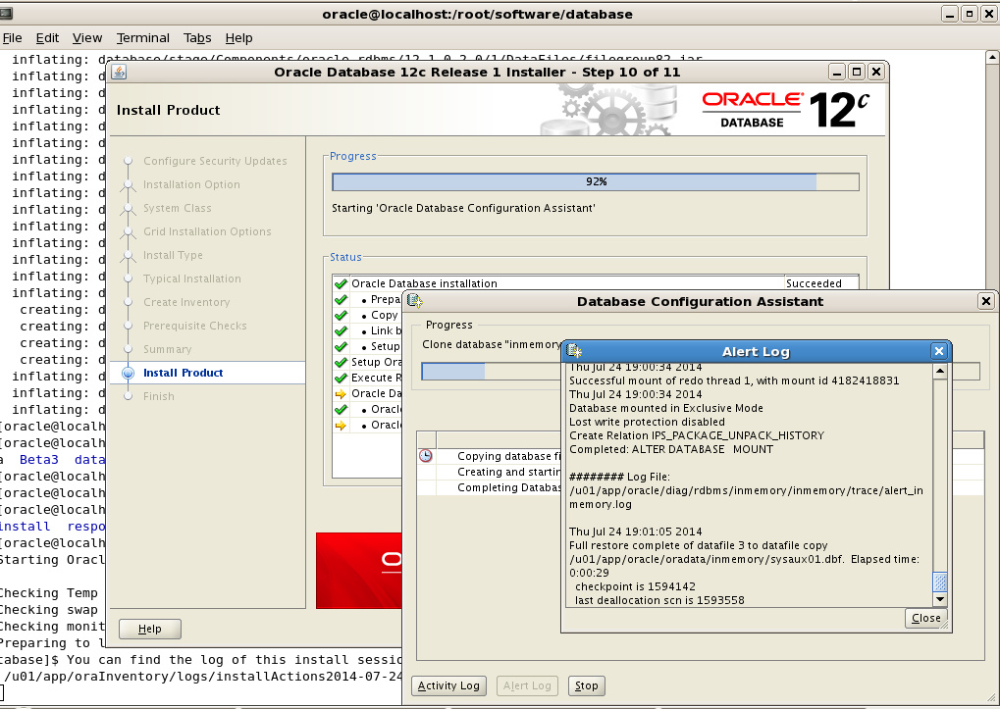 oracle@localhost:/root/software/database
File Edit View Terminal Tabs Help
inflating: database/stage/Components/oracle.rdbms/12.1.0.2.0/1/DataFiles/filegroup82.jar
inflating: d
inflating: d
inflating: d
inflating: d
inflating: d
inflating: d
inflating: d
inflating: d
inflating: d
inflating: d
inflating: d
inflating: d
inflating: d
inflating: d
creating: d
creating: d
creating: d
creating: d
inflating: d
inflating: d
inflating: d
[oracle@localh
[oracle@localh
a Beta3 data
[oracle@localh
[oracle@localh
[oracle@localh
install respo
[oracle@localh
Starting Oracl
Checking Temp
Checking swap
Checking monit
Preparing to l
tabase]$ You can find the log of this install sessio
/u01/app/oraInventory/logs/installActions2014-07-24
Oracle Database 12c Release 1 Installer - Step 10 of 11
Install Product
ORACLE
DATABASE
12c
Configure Security Updates
Installation Option
System Class
Grid Installation Options
Install Type
Typical Installation
Create Inventory
Prerequisite Checks
Summary
Install Product
Finish
Help
Progress
92%
Starting 'Oracle Database Configuration Assistant'
Status
Oracle Database installation Succeeded
• Prepa
• Copy
• Link b
• Setup
Setup Ora
Execute R
Oracle Da
• Oracl
• Oracl
Database Configuration Assistant
Progress
Clone database "inmemory
Copying database fi
Creating and startin
Completing Databas
Activity Log
Alert Log
Stop
Alert Log
Thu Jul 24 19:00:34 2014
Successful mount of redo thread 1, with mount id 4182418831
Thu Jul 24 19:00:34 2014
Database mounted in Exclusive Mode
Lost write protection disabled
Create Relation IPS_PACKAGE_UNPACK_HISTORY
Completed: ALTER DATABASE MOUNT
######## Log File:
/u01/app/oracle/diag/rdbms/inmemory/inmemory/trace/alert_in
memory.log
Thu Jul 24 19:01:05 2014
Full restore complete of datafile 3 to datafile copy
/u01/app/oracle/oradata/inmemory/sysaux01.dbf. Elapsed time:
0:00:29
checkpoint is 1594142
last deallocation scn is 1593558
Close